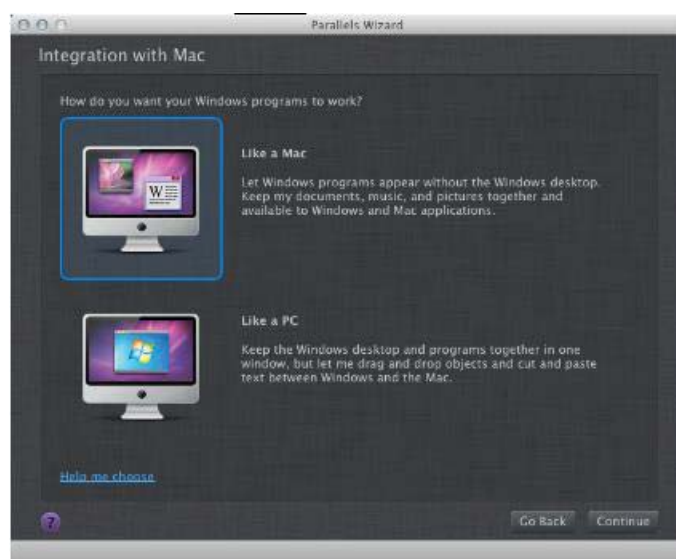 Parallels Wizard
Integration with Mac
How do you want your Windows programs to work?
Like a Mac
Let Windows programs appear without the Windows desktop.
Keep my documents, music, and pictures together and
available to Windows and Mac applications.
W
Like a PC
Keep the Windows desktop and programs together in one
window, but let me drag and drop objects and cut and paste
text between Windows and the Mac.
Help me choose
?
Go Back
Continue